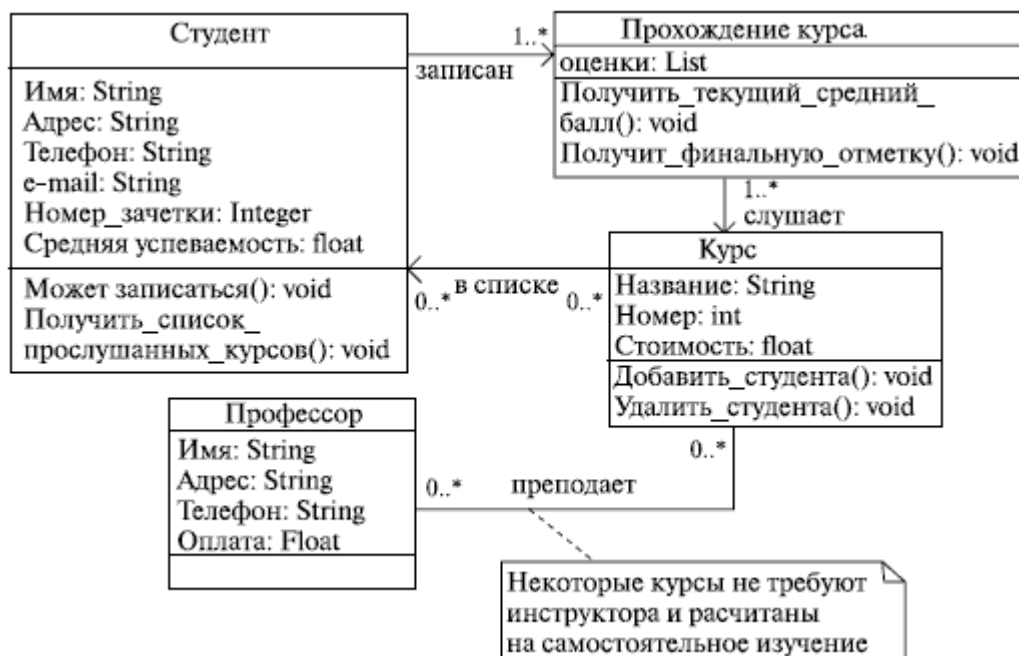 Студент
Имя: String
Адрес: String
Телефон: String
e-mail: String
Номер_зачетки: Integer
Средняя успеваемость: float
Может записаться(): void
Получить_список_
прослушанных_курсов(): void
1..*
записан
Прохождение курса
оценки: List
Получить_текущий_средний_
балл(): void
Получит_финальную_отметку(): void
1..*
слушает
Курс
Название: String
Номер: int
Стоимость: float
Добавить_студента(): void
Удалить_студента(): void
0..* в списке 0..*
Профессор
Имя: String
Адрес: String
Телефон: String
Оплата: Float
0..* преподает
0..*
Некоторые курсы не требуют
инструктора и расчитаны
на самостоятельное изучение